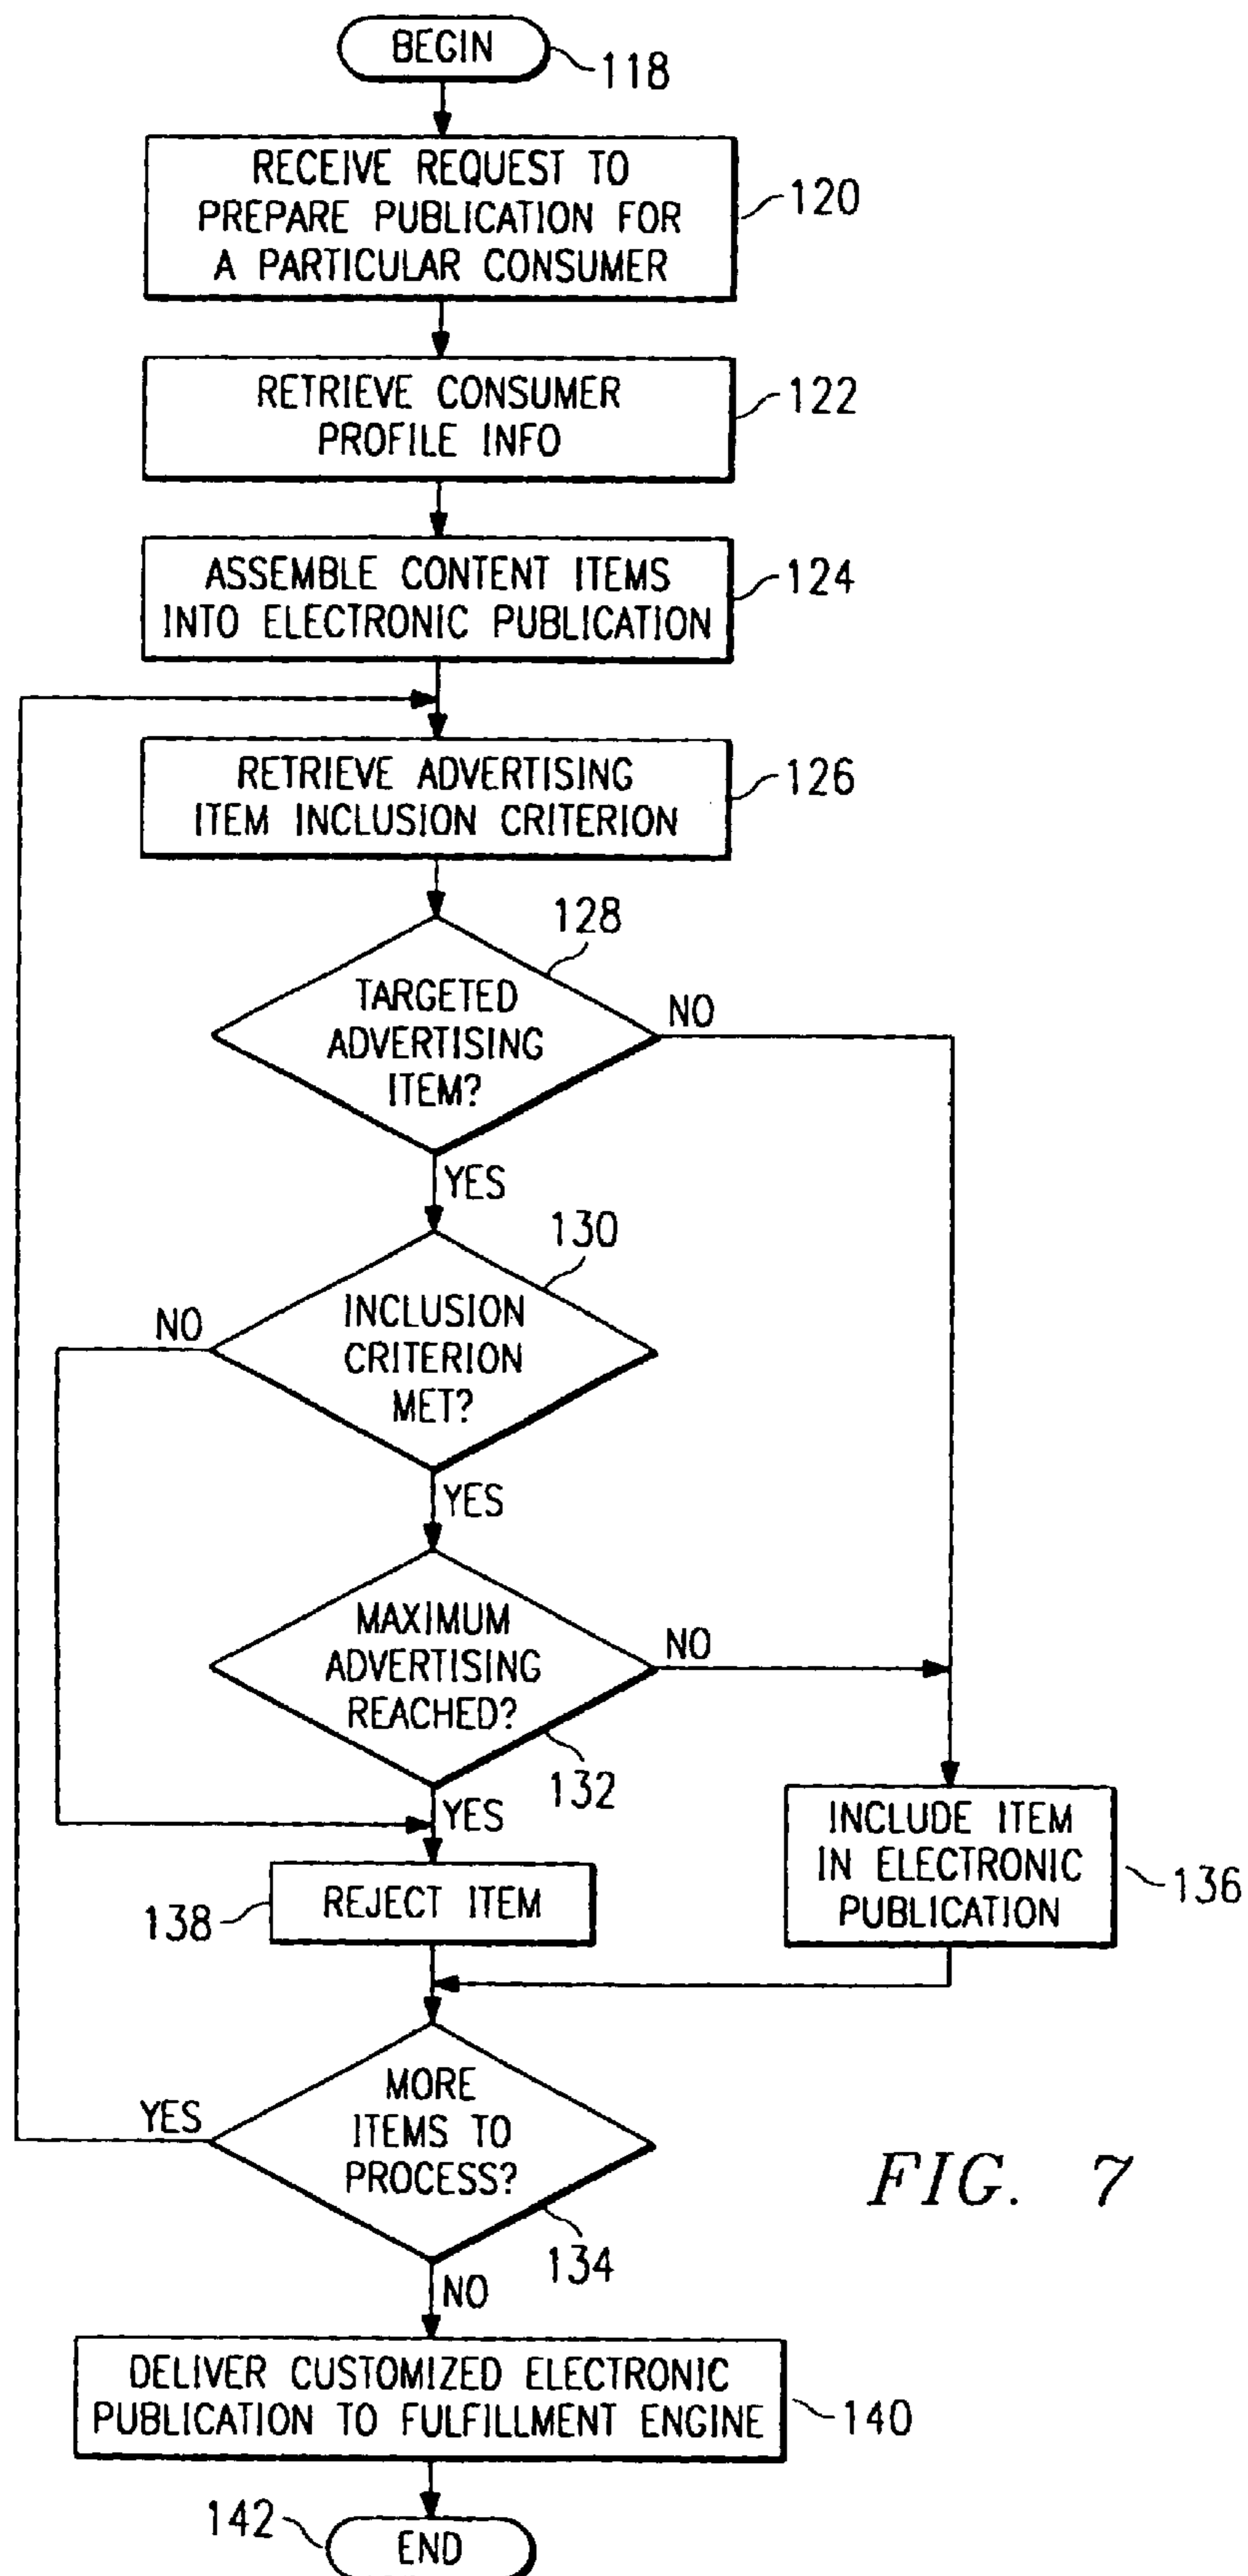 BEGIN
118
RECEIVE REQUEST TO
PREPARE PUBLICATION FOR
A PARTICULAR CONSUMER
120
RETRIEVE CONSUMER
PROFILE INFO
122
ASSEMBLE CONTENT ITEMS
INTO ELECTRONIC PUBLICATION
124
RETRIEVE ADVERTISING
ITEM INCLUSION CRITERION
126
128
TARGETED
ADVERTISING
ITEM?
NO
YES
130
INCLUSION
CRITERION
MET?
NO
YES
MAXIMUM
ADVERTISING
REACHED?
NO
132
YES
INCLUDE ITEM
IN ELECTRONIC
PUBLICATION
136
REJECT ITEM
138
MORE
ITEMS TO
PROCESS?
YES
134
NO
FIG. 7
DELIVER CUSTOMIZED ELECTRONIC
PUBLICATION TO FULFILLMENT ENGINE
140
142
END